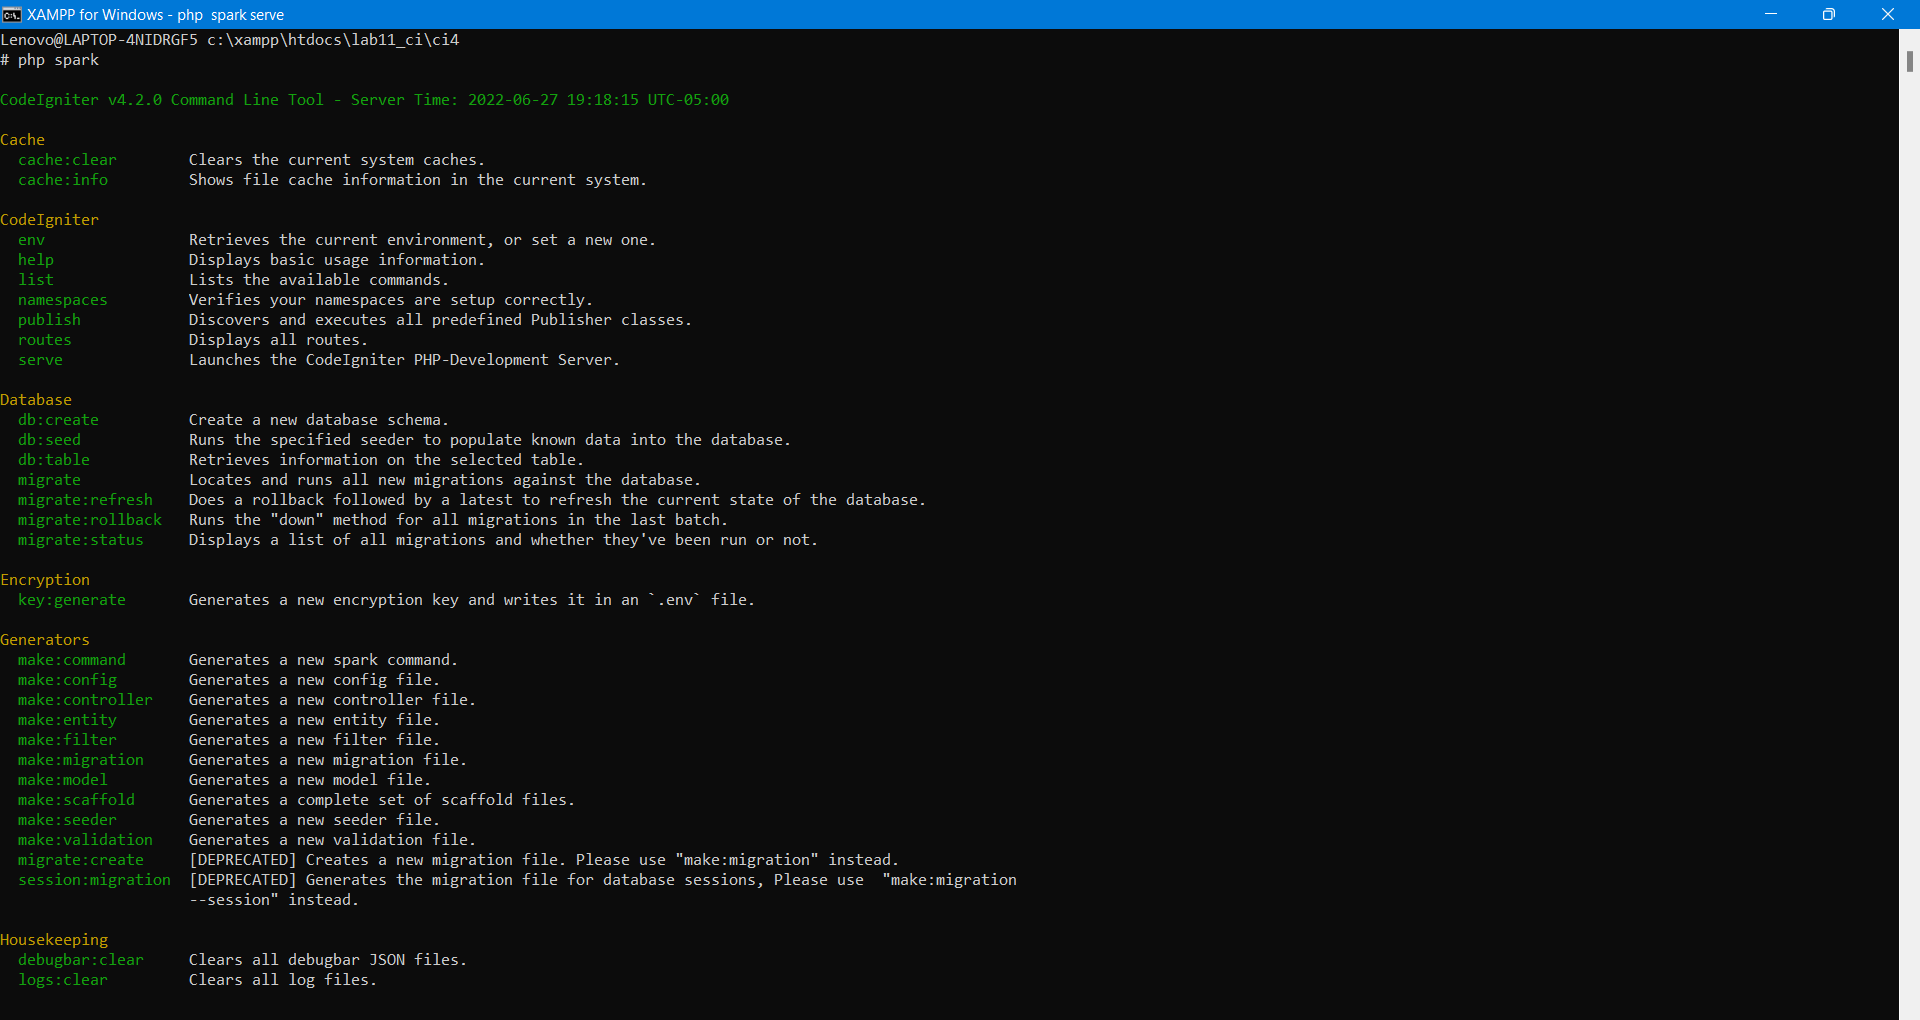 XAMPP for Windows - php  spark serve
Lenovo@LAPTOP-4NIDRGF5 c:\xampp\htdocs\lab11_ci\ci4
# php spark
CodeIgniter v4.2.0 Command Line Tool - Server Time: 2022-06-27 19:18:15 UTC-05:00
Cache
cache:clear Clears the current system caches.
cache:info Shows file cache information in the current system.
CodeIgniter
env Retrieves the current environment, or set a new one.
help Displays basic usage information.
list Lists the available commands.
namespaces Verifies your namespaces are setup correctly.
publish Discovers and executes all predefined Publisher classes.
routes Displays all routes.
serve Launches the CodeIgniter PHP-Development Server.
Database
db:create Create a new database schema.
db:seed Runs the specified seeder to populate known data into the database.
db:table Retrieves information on the selected table.
migrate Locates and runs all new migrations against the database.
migrate:refresh Does a rollback followed by a latest to refresh the current state of the database.
migrate:rollback Runs the "down" method for all migrations in the last batch.
migrate:status Displays a list of all migrations and whether they've been run or not.
Encryption
key:generate Generates a new encryption key and writes it in an `.env` file.
Generators
make:command Generates a new spark command.
make:config Generates a new config file.
make:controller Generates a new controller file.
make:entity Generates a new entity file.
make:filter Generates a new filter file.
make:migration Generates a new migration file.
make:model Generates a new model file.
make:scaffold Generates a complete set of scaffold files.
make:seeder Generates a new seeder file.
make:validation Generates a new validation file.
migrate:create [DEPRECATED] Creates a new migration file. Please use "make:migration" instead.
session:migration [DEPRECATED] Generates the migration file for database sessions, Please use  "make:migration
--session" instead.
Housekeeping
debugbar:clear Clears all debugbar JSON files.
logs:clear Clears all log files.